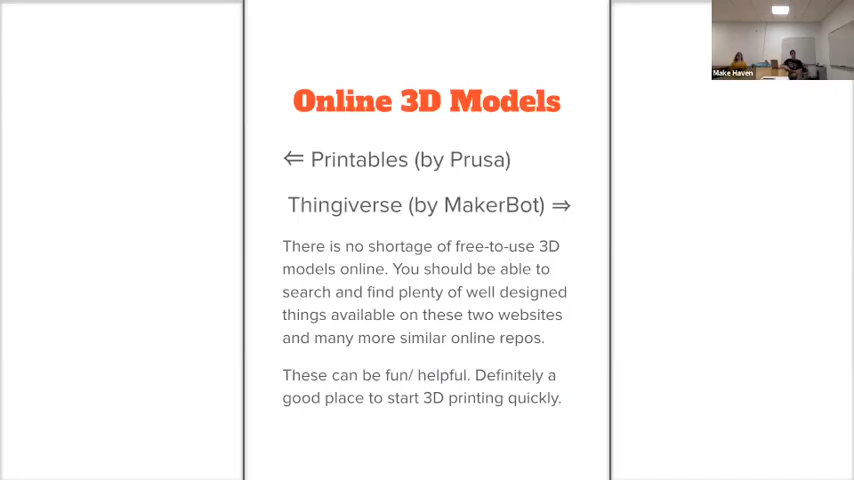 Online 3D Models
⇐ Printables (by Prusa)
Thingiverse (by MakerBot) ⇒
There is no shortage of free-to-use 3D
models online. You should be able to
search and find plenty of well designed
things available on these two websites
and many more similar online repos.
These can be fun/ helpful. Definitely a
good place to start 3D printing quickly.
Make Haven